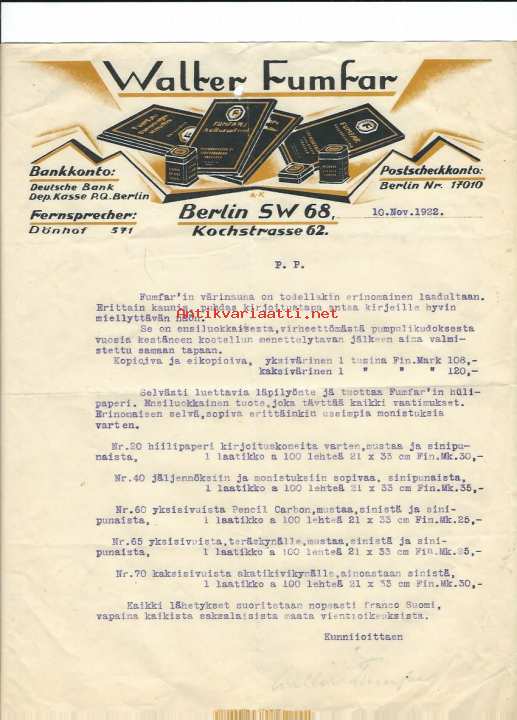 Walter Fumfar
Bankkonto:
Deutsche Bank
Dep. Kasse P.Q. Berlin
Fernsprecher:
Dönhof 571
Postscheckkonto:
Berlin Nr. 17010
Berlin SW 68,
Kochstrasse 62.
10.Nov.1922.
P. P.
Fumfar'in värinauha on todellakin erinomainen laadultaan.
Erittain kaunis, puhdas kirjoitustapa antaa kirjeille hyvin
miellyttävän näön.
Antikvariaatti.net
Se on ensiluokkaisesta,virheettömästä pumpulikudoksesta
vuosia kestäneen koetellun menettelytavan jälkeen aina valmi-
stettu samaan tapaan.
Kopioiva ja eikopioiva, yksivärinen 1 tusina Fin.Mark 108,-
kaksivärinen 1 " " " 120,-
Selvästi luettavia läpilyönte jä tuottaa Fumfar'in hiili-
paperi. Ensiluokkainen tuote,joka täyttää kaikki vaatimukset.
Erinomaisen selvä,sopiva erittäinkin useimpia monistuksia
varten.
Nr.20 hiilipaperi kirjoituskoneita varten,mustaa ja sinipu-
naista, 1 laatikko a 100 lehteä 21 x 33 cm Fin.Mk.30,-
Nr.40 jäljennöksiin ja monistuksiin sopivaa, sinipunaista,
1 laatikko a 100 lehteä 21 x 33 cm Fin.Mk.35,-
Nr.60 yksisivuista Pencil Carbon,mustaa,sinistä ja sini-
punaista, 1 laatikko a 100 lehteä 21 x 33 cm Fin.Mk.25,-
Nr.65 yksisivuista,teräskynälle,mustaa,sinistä ja sini-
punaista, 1 laatikko a 100 lehteä 21 x 33 cm Fin.Mk.25,-
Nr.70 kaksisivuista akatikivikynälle,ainoastaan sinistä,
1 laatikko a 100 lehteä 21 x 33 cm Fin.Mk.30,-
Kaikki lähetykset suoritetaan nopeasti franco Suomi,
vapaina kaikista saksalaisista maata vientioikeuksista.
Kunnioittaen